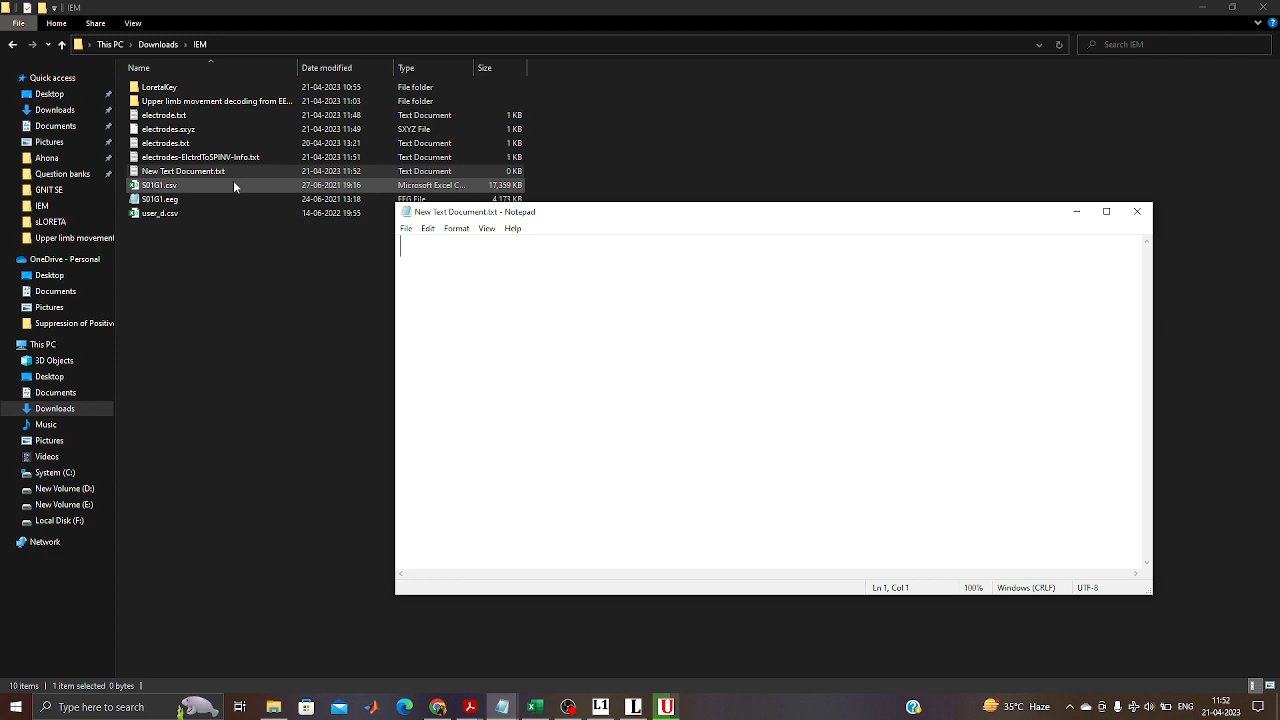 IEM
File Home Share View
This PC > Downloads > IEM
Search IEM
Name Date modified Type Size
Quick access
Desktop
Downloads
Documents
Pictures
Ahona
Question banks
GNIT SE
IEM
sLORETA
Upper limb movement
OneDrive - Personal
Desktop
Documents
Pictures
Suppression of Positiv
This PC
3D Objects
Desktop
Documents
Downloads
Music
Pictures
Videos
System (C:)
New Volume (D:)
New Volume (E:)
Local Disk (F:)
Network
LoretaKey 21-04-2023 10:55 File folder
Upper limb movement decoding from EE... 21-04-2023 11:03 File folder
electrode.txt 21-04-2023 11:48 Text Document 1 KB
electrodes.sxyz 21-04-2023 11:49 SXYZ File 1 KB
electrodes.txt 20-04-2023 13:21 Text Document 1 KB
electrodes-ElctrdToSPINV-Info.txt 21-04-2023 11:51 Text Document 1 KB
New Text Document.txt 21-04-2023 11:52 Text Document 0 KB
S01G1.csv 27-06-2021 19:16 Microsoft Excel C... 17,359 KB
S01G1.eeg 24-06-2021 13:18 EEG File 4,173 KB
user_d.csv 14-06-2022 19:55
New Text Document.txt - Notepad
File Edit Format View Help
Ln 1, Col 1 100% Windows (CRLF) UTF-8
10 items 1 item selected 0 bytes
Type here to search
L1 L U
35°C Haze
ENG
11:52
21-04-2023